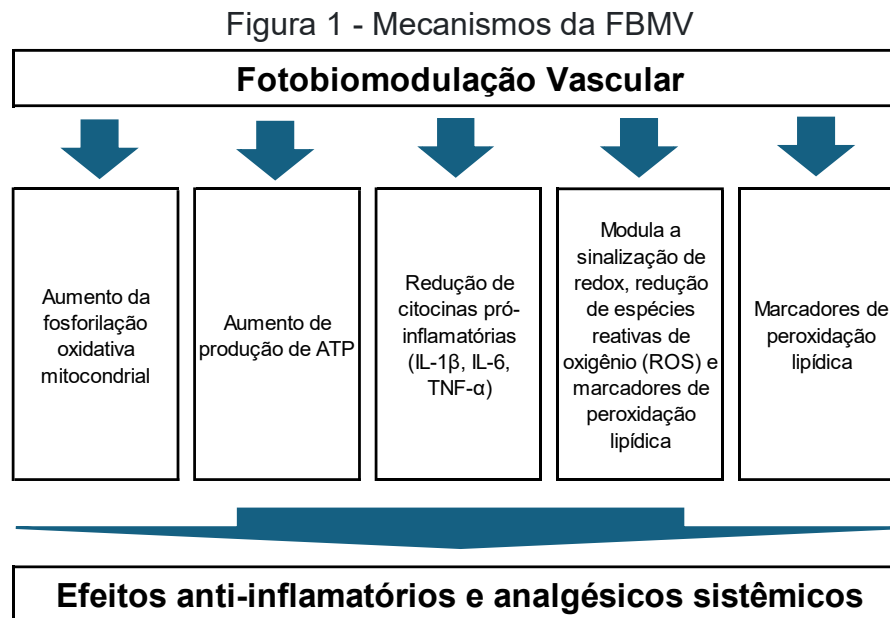 Figura 1 - Mecanismos da FBMV
Fotobiomodulação Vascular
Aumento da
fosforilação
oxidativa
mitocondrial
Aumento de
produção de ATP
Redução de
citocinas pró-
inflamatórias
(IL-1β, IL-6,
TNF-α)
Modula a
sinalização de
redox, redução
de espécies
reativas de
oxigênio (ROS) e
marcadores de
peroxidação
lipídica
Marcadores de
peroxidação
lipídica
Efeitos anti-inflamatórios e analgésicos sistêmicos